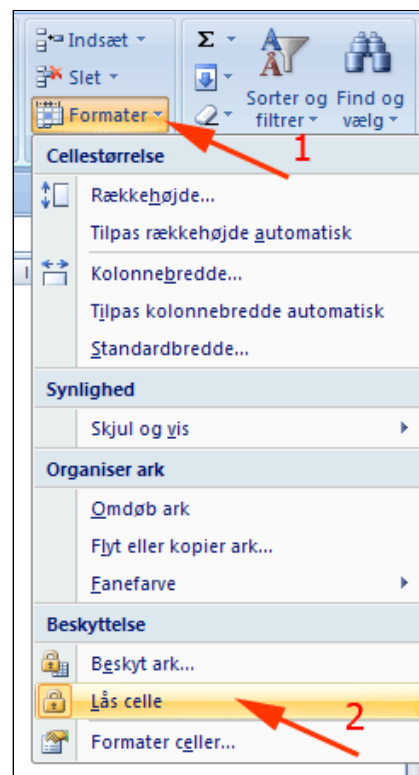 Indsæt
Σ
Slet
Sorter og Find og
Formater
filtrer vælg
1
Cellestørrelse
Rækkehøjde...
Tilpas rækkehøjde automatisk
Kolonnebredde...
Tilpas kolonnebredde automatisk
Standardbredde...
Synlighed
Skjul og vis
Organiser ark
Omdøb ark
Flyt eller kopier ark...
Fanefarve
Beskyttelse
Beskyt ark...
Lås celle
2
Formater celler...